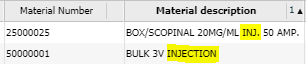 Material Number Material description 1
25000025 BOX/SCOPINAL 20MG/ML INJ. 50 AMP.
50000001 BULK 3V INJECTION